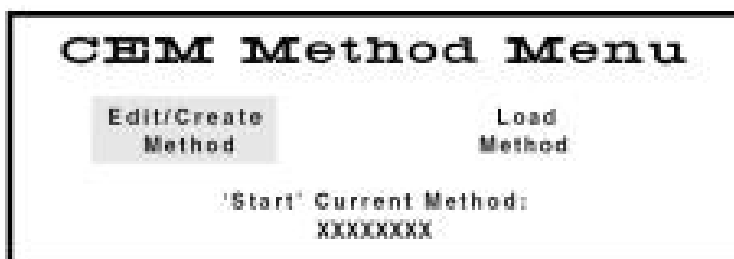 CEM Method Menu
Edit/Create Load
Method Method
'Start' Current Method:
XXXXXXXX